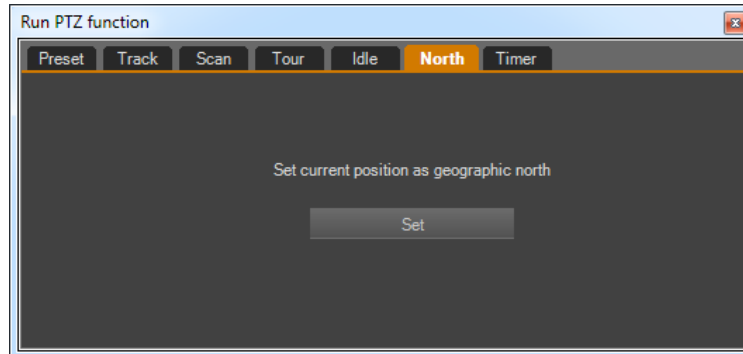 Run PTZ function
Preset Track Scan Tour Idle North Timer
Set current position as geographic north
Set